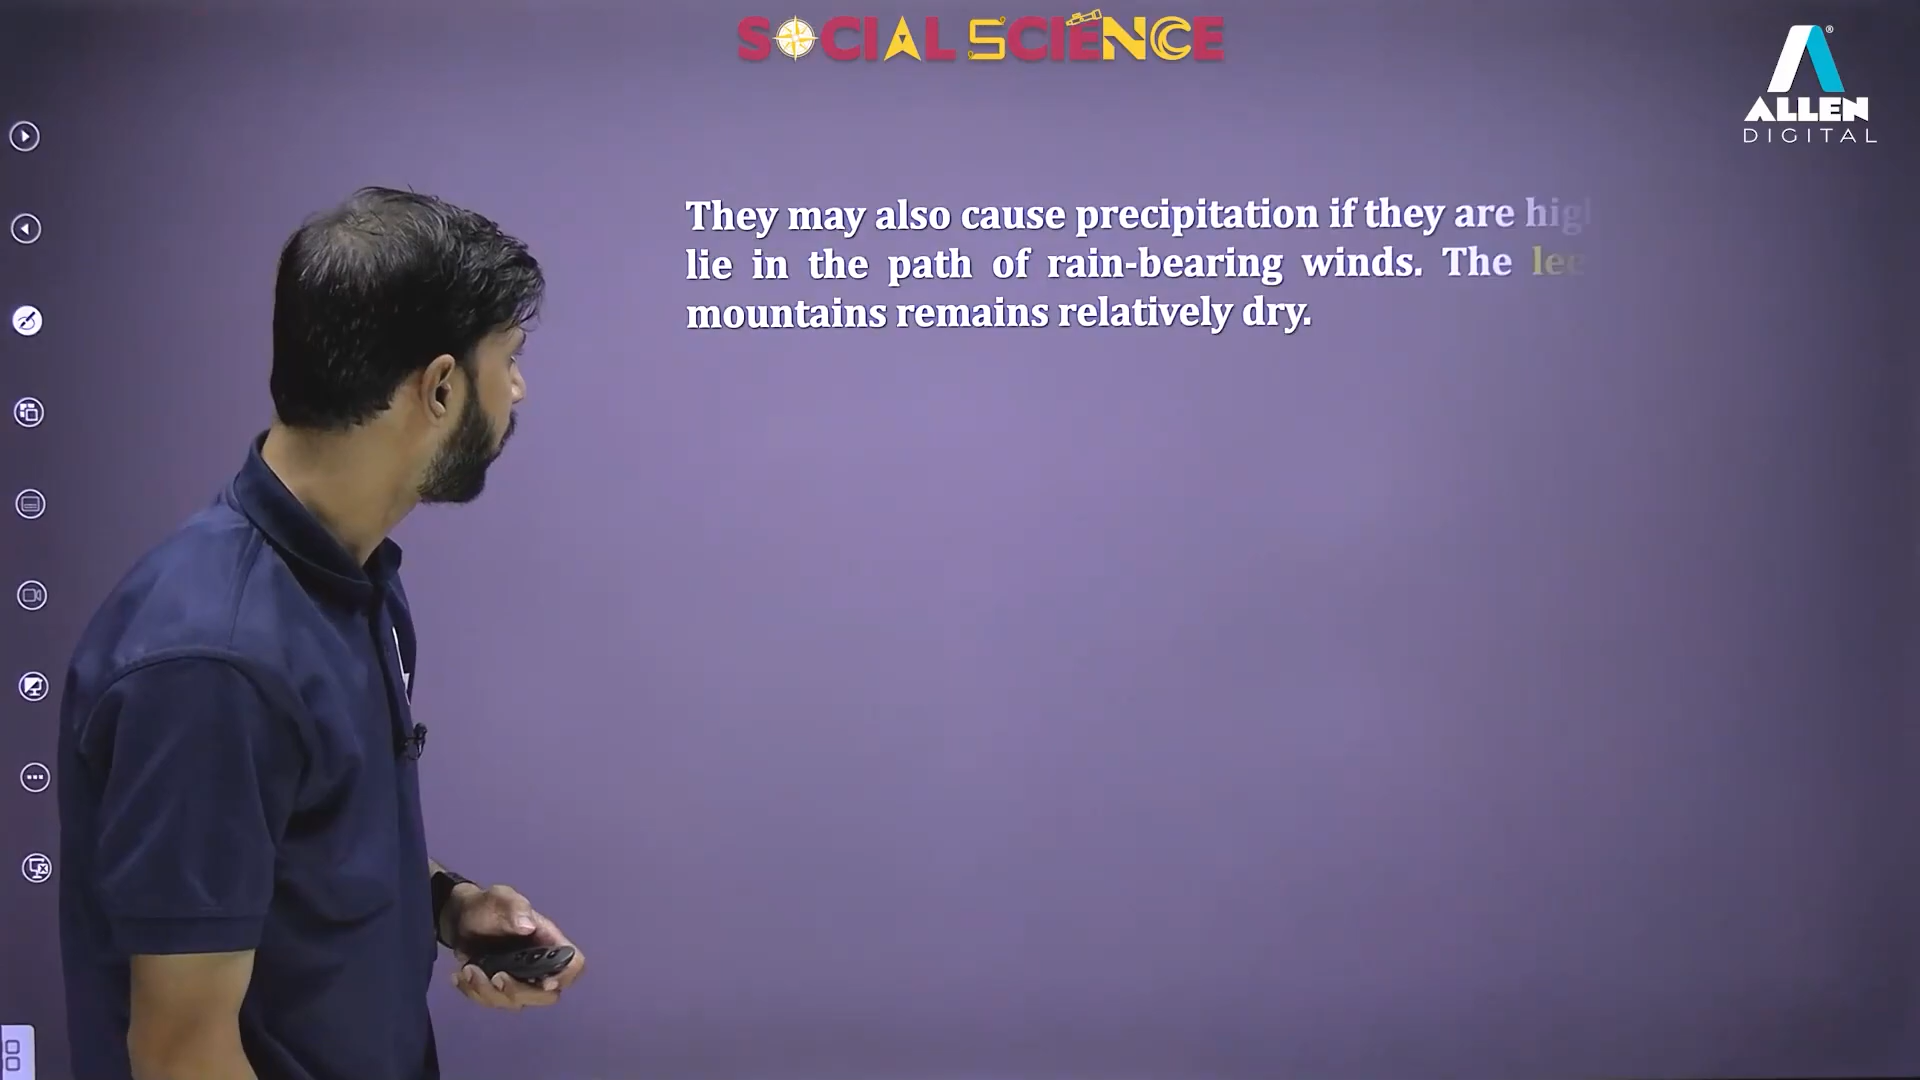 SOCIAL SCIENCE
ALLEN
DIGITAL
They may also cause precipitation if they are
lie in the path of rain-bearing winds. The
mountains remains relatively dry.